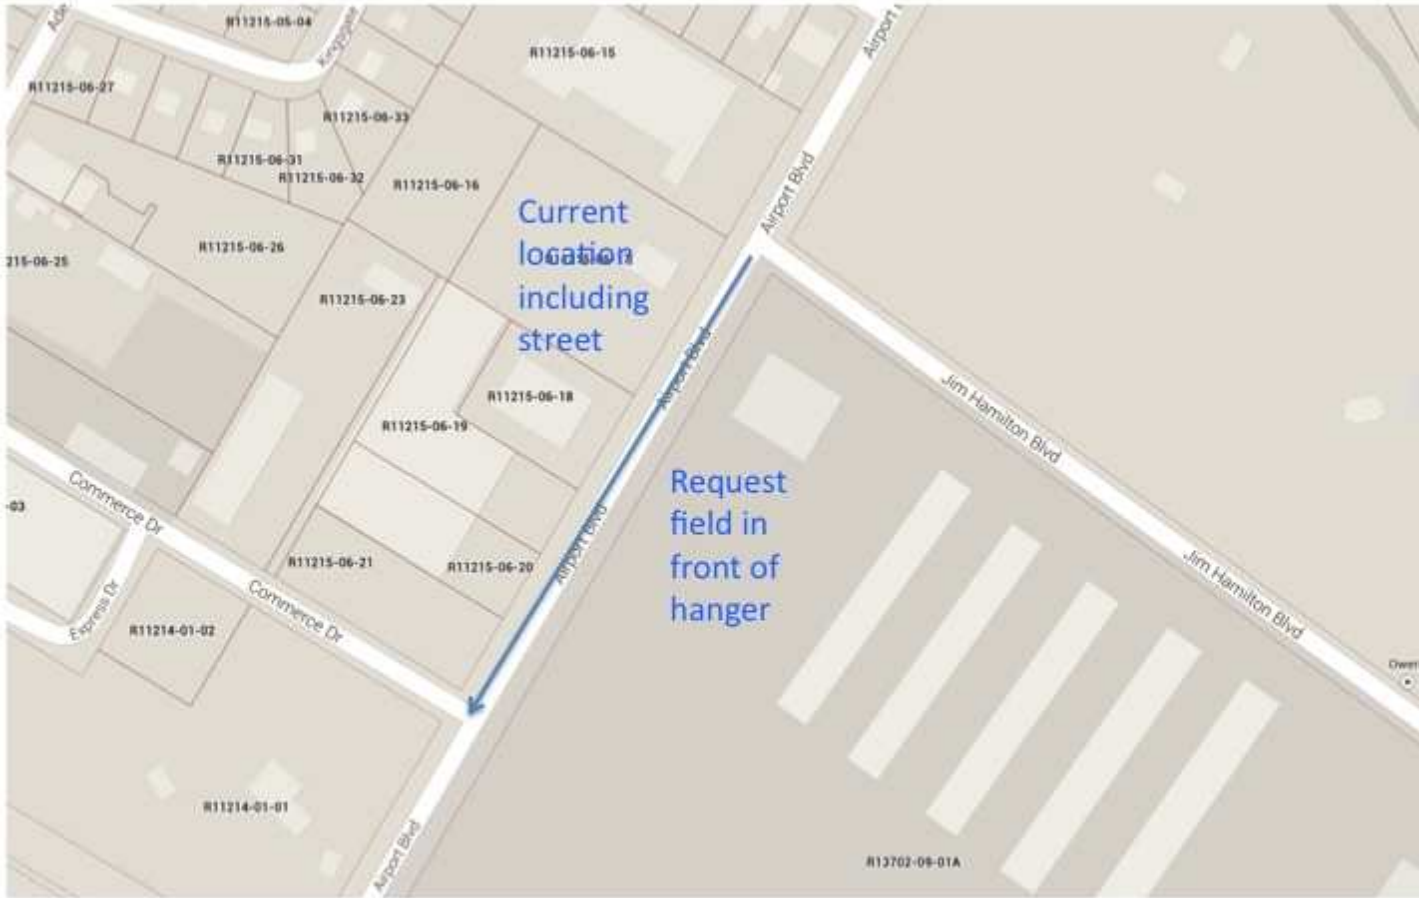 R11215-05-04
Kingsgate
Airport Blvd
R11215-06-15
R11215-06-27
R11215-06-33
Airport Blvd
R11215-06-31
R11215-06-32
R11215-06-16
Current
location
including
street
R11215-06-26
215-06-25
R11215-06-23
Airport Blvd
Jim Hamilton Blvd
R11215-06-18
R11215-06-19
Request
field in
front of
hanger
Commerce Dr
-03
Airport Blvd
Jim Hamilton Blvd
R11215-06-21
R11215-06-20
Commerce Dr
Express Dr
R11214-01-02
R11214-01-01
Airport Blvd
R13702-09-01A